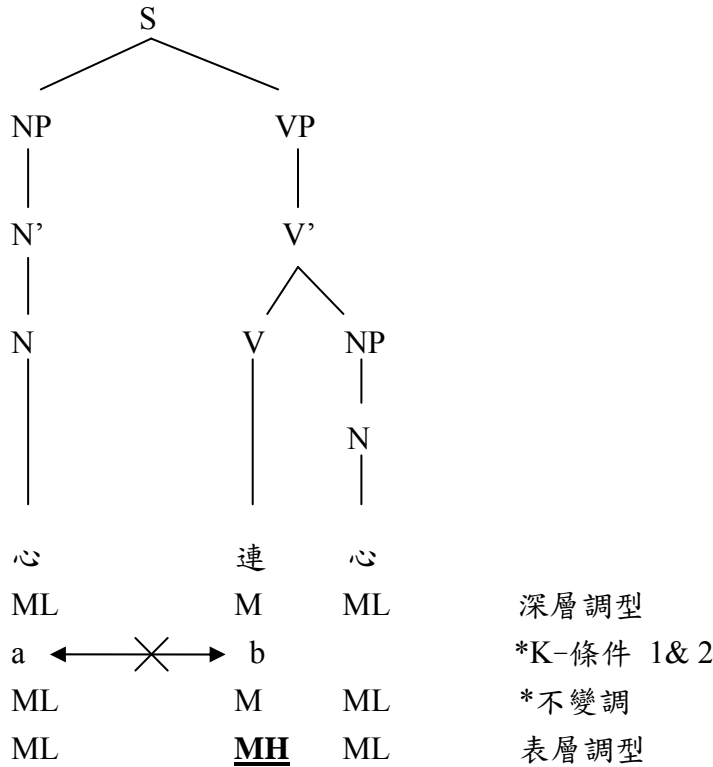 S
NP VP
N’ V’
N V NP
N
心 連 心
ML M ML 深層調型
a b *K-條件 1& 2
ML M ML *不變調
ML MH ML 表層調型